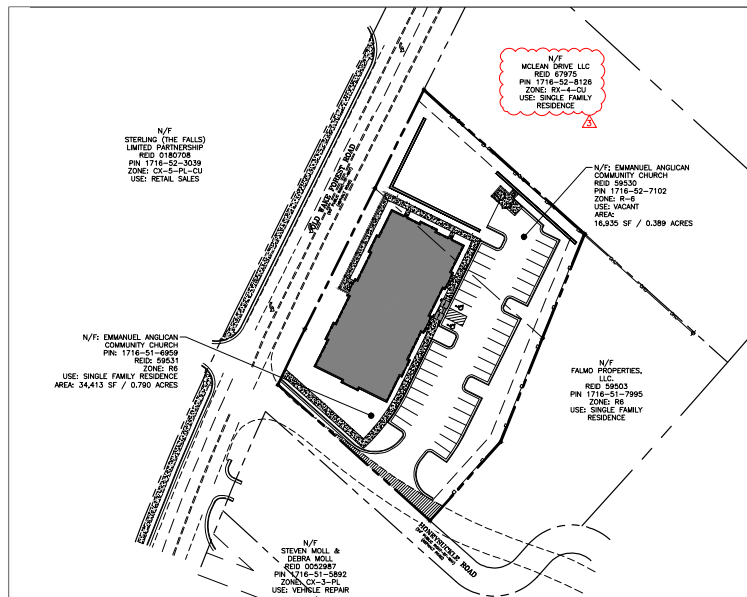 N/F
MCLEAN DRIVE LLC
REID 67975
PIN 1716-52-8126
ZONE: RX-4-CU
USE: SINGLE FAMILY
RESIDENCE
N/F
STERLING (THE FALLS)
LIMITED PARTNERSHIP
REID 0180708
PIN 1716-52-3039
ZONE: CX-5-PL-CU
USE: RETAIL SALES
OLD WAKE FOREST ROAD
N/F: EMMANUEL ANGLICAN
COMMUNITY CHURCH
REID 59530
PIN 1716-52-7102
ZONE: R-6
USE: VACANT
AREA:
16,935 SF / 0.389 ACRES
N/F: EMMANUEL ANGLICAN
COMMUNITY CHURCH
PIN: 1716-51-6959
REID: 59531
ZONE: R6
USE: SINGLE FAMILY RESIDENCE
AREA: 34,413 SF / 0.790 ACRES
N/F
FALMO PROPERTIES,
LLC.
REID 59503
PIN 1716-51-7995
ZONE: R6
USE: SINGLE FAMILY
RESIDENCE
HONEYSUCKLE ROAD
N/F
STEVEN MOLL &
DEBRA MOLL
REID 0052987
PIN 1716-51-5892
ZONE: CX-3-PL
USE: VEHICLE REPAIR